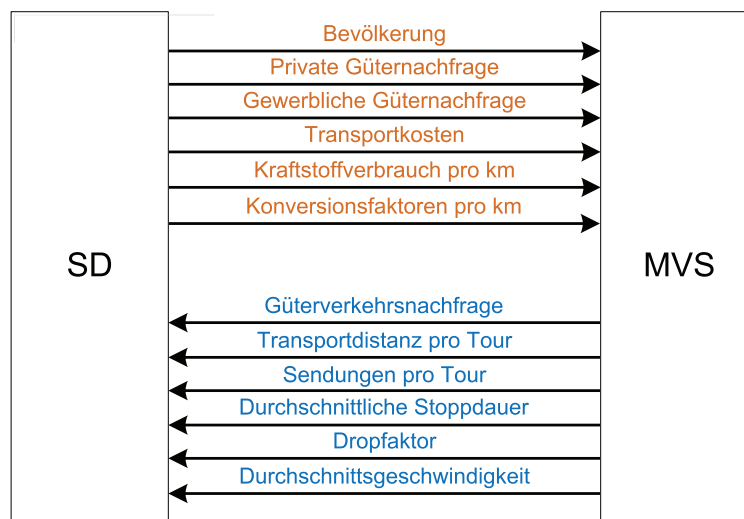 Bevölkerung
Private Güternachfrage
Gewerbliche Güternachfrage
Transportkosten
Kraftstoffverbrauch pro km
Konversionsfaktoren pro km
SD
MVS
Güterverkehrsnachfrage
Transportdistanz pro Tour
Sendungen pro Tour
Durchschnittliche Stoppdauer
Dropfaktor
Durchschnittsgeschwindigkeit